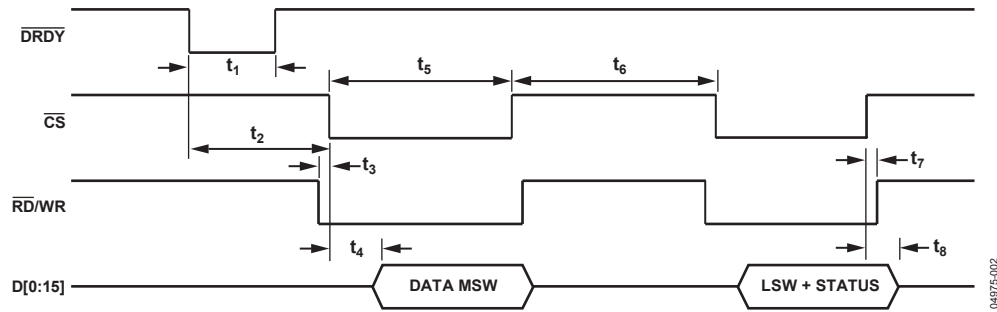 DRDY
t1
t5
t6
CS
t2
t3
t7
RD/WR
t4
t8
D[0:15]
DATA MSW
LSW + STATUS
04975-002